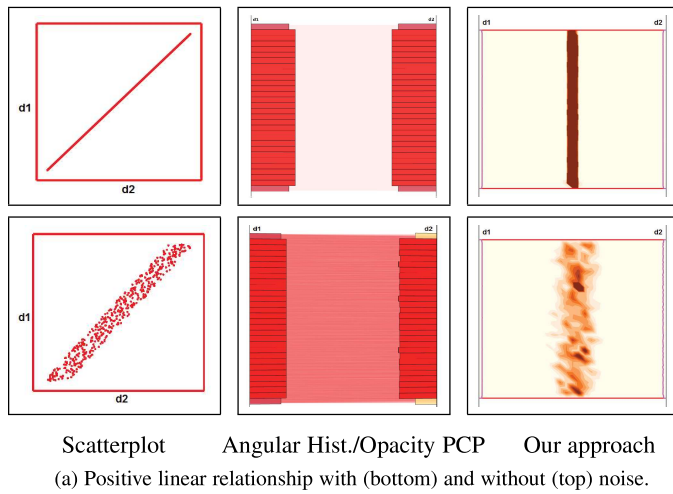 d1
d2
d1
d2
d1
d2
d1
d2
d1
d2
d1
d2
Scatterplot Angular Hist./Opacity PCP Our approach
(a) Positive linear relationship with (bottom) and without (top) noise.